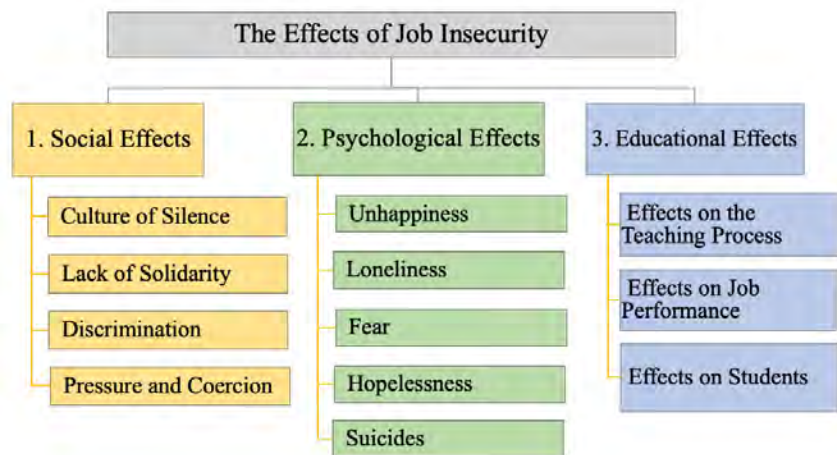 The Effects of Job Insecurity
1. Social Effects
Culture of Silence
Lack of Solidarity
Discrimination
Pressure and Coercion
2. Psychological Effects
Unhappiness
Loneliness
Fear
Hopelessness
Suicides
3. Educational Effects
Effects on the
Teaching Process
Effects on Job
Performance
Effects on Students